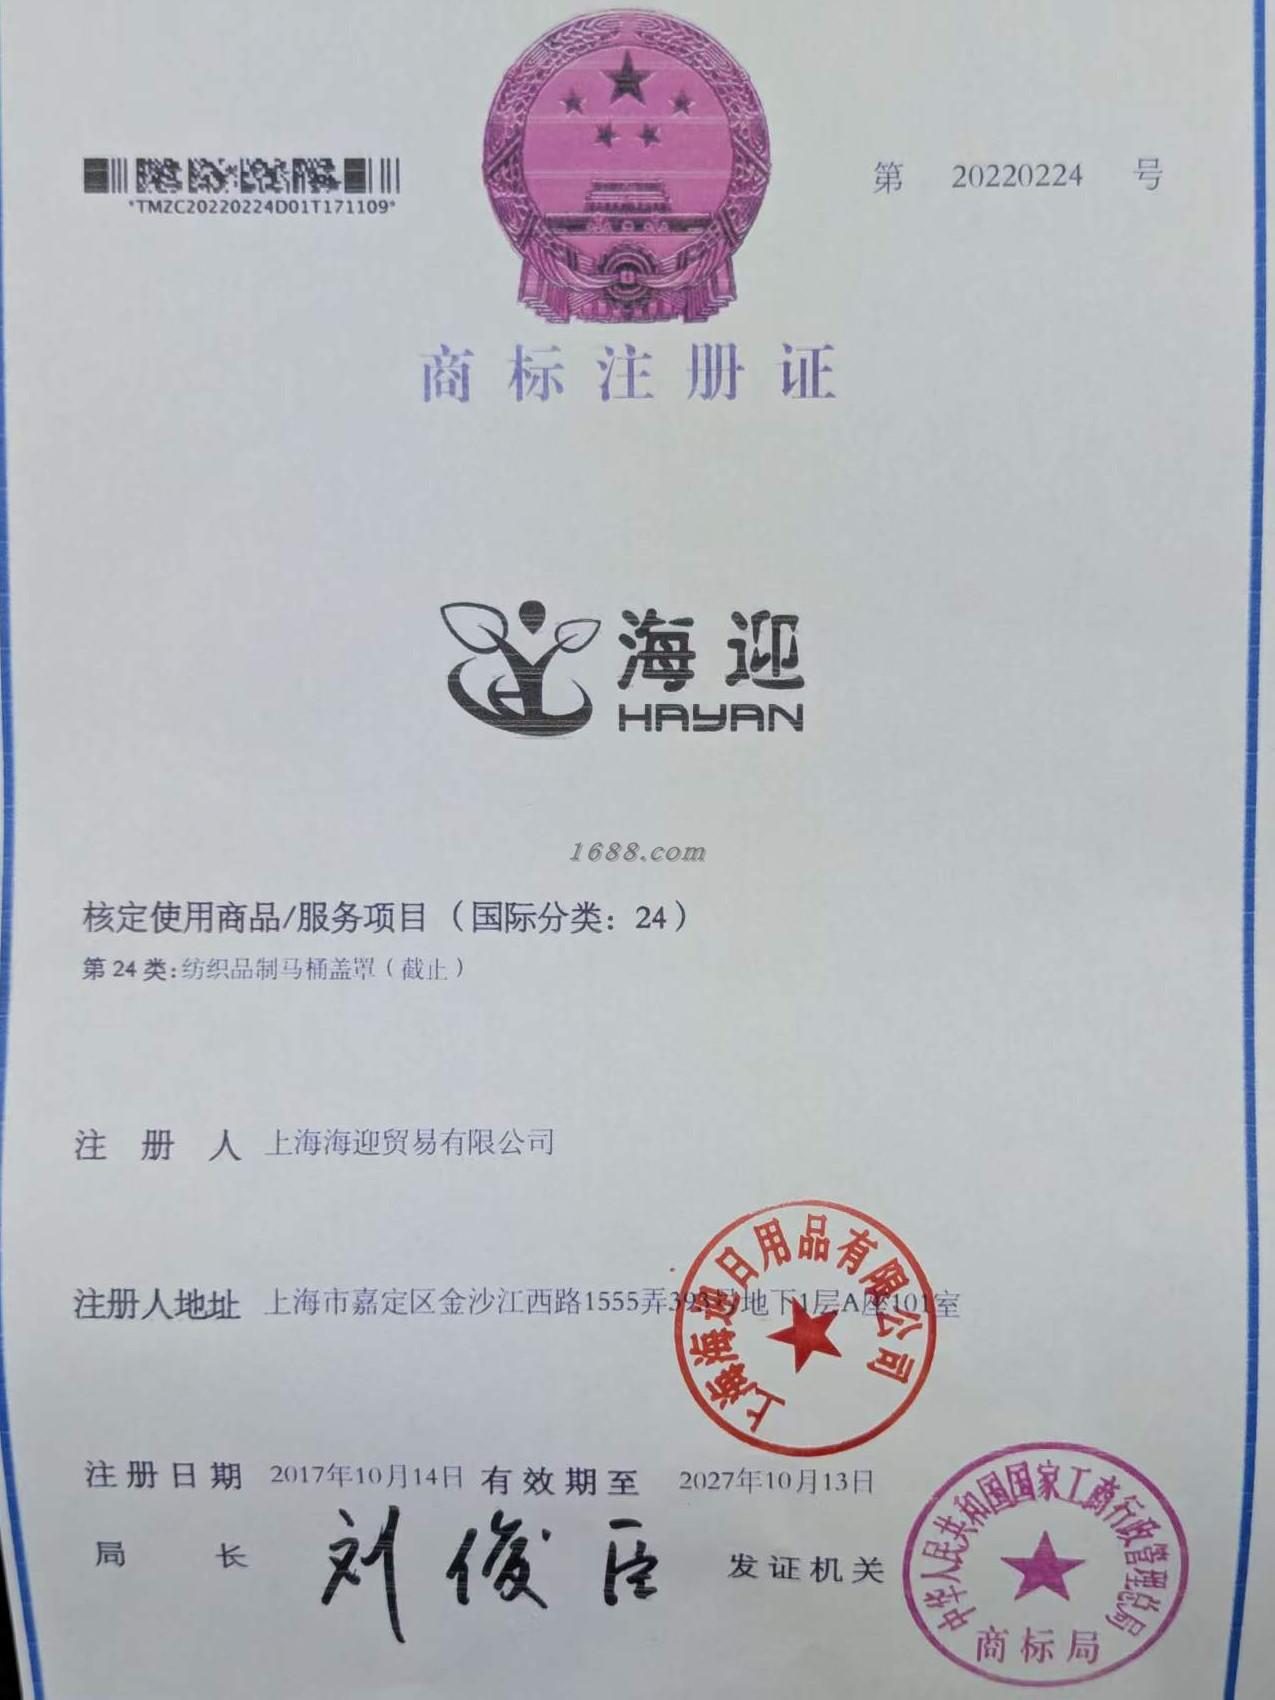 第 20220224 号
*TMZC20220224D01T171109*
商标注册证
海迎
HAYAN
1688.com
核定使用商品/服务项目（国际分类：24）
第24类:纺织品制马桶盖罩（截止）
注册人 上海海迎贸易有限公司
注册人地址 上海市嘉定区金沙江西路1555弄393号地下1层A座101室
上海海迎日用品有限公司
注册日期 2017年10月14日 有效期至 2027年10月13日
局长 刘俊臣 发证机关
中华人民共和国国家工商行政管理总局
商标局